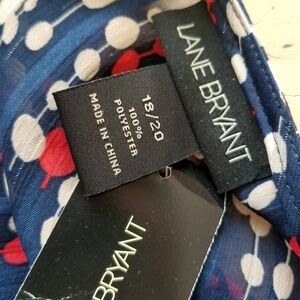 LANE BRYANT
18/20
100%
POLYESTER
MADE IN CHINA
BRYANT